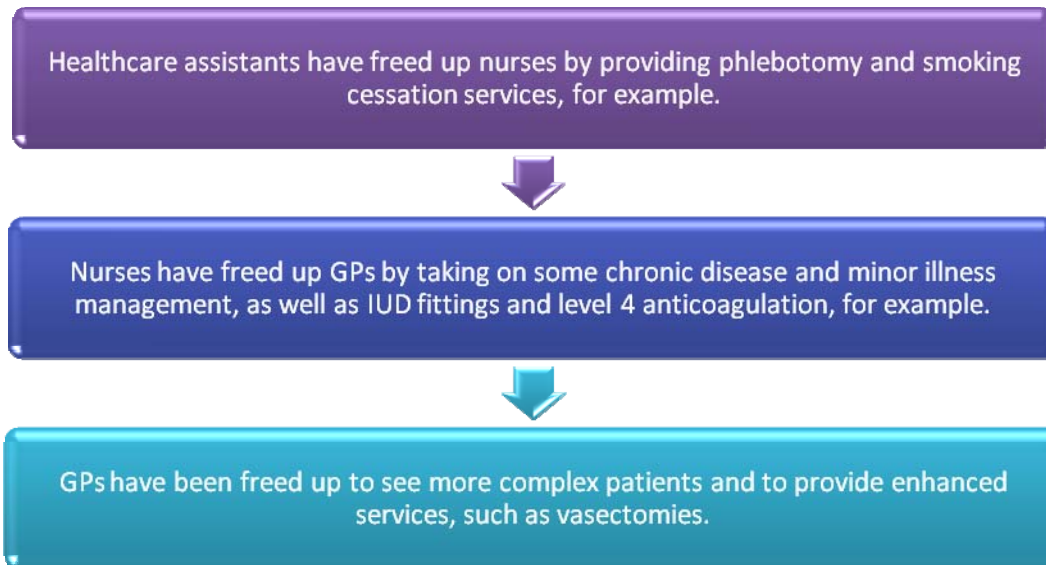 Healthcare assistants have freed up nurses by providing phlebotomy and smoking
cessation services, for example.
Nurses have freed up GPs by taking on some chronic disease and minor illness
management, as well as IUD fittings and level 4 anticoagulation, for example.
GPs have been freed up to see more complex patients and to provide enhanced
services, such as vasectomies.